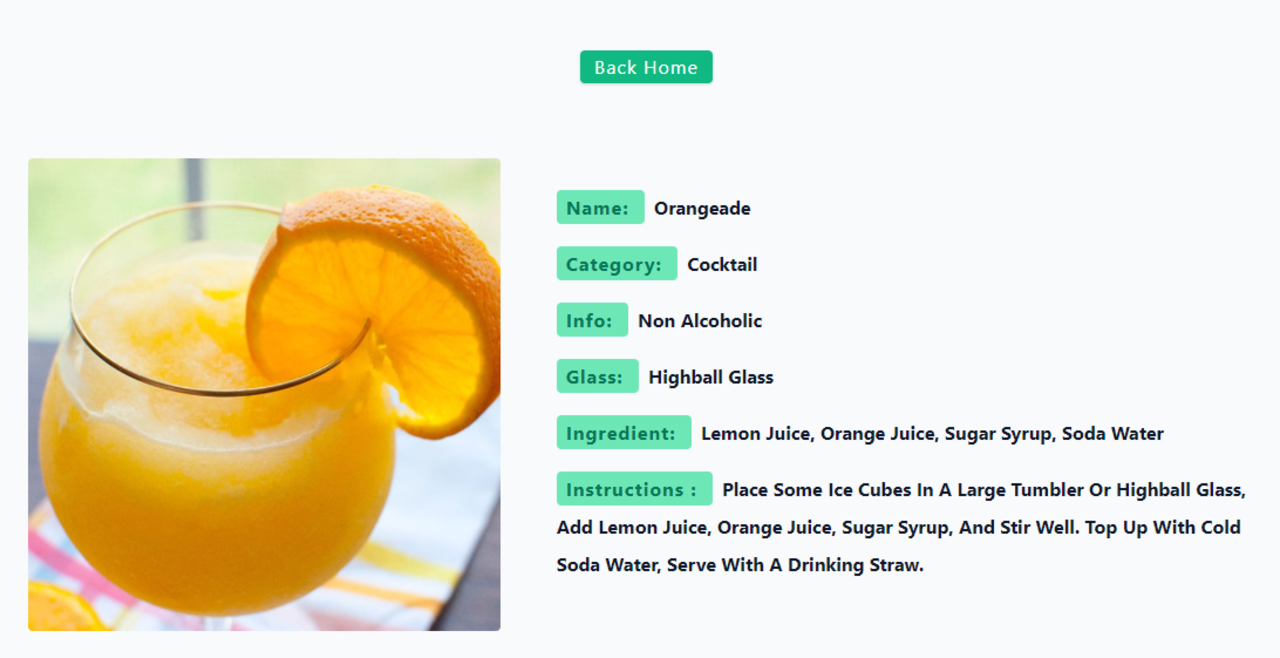 Back Home
Name: Orangeade
Category: Cocktail
Info: Non Alcoholic
Glass: Highball Glass
Ingredient: Lemon Juice, Orange Juice, Sugar Syrup, Soda Water
Instructions : Place Some Ice Cubes In A Large Tumbler Or Highball Glass,
Add Lemon Juice, Orange Juice, Sugar Syrup, And Stir Well. Top Up With Cold
Soda Water, Serve With A Drinking Straw.